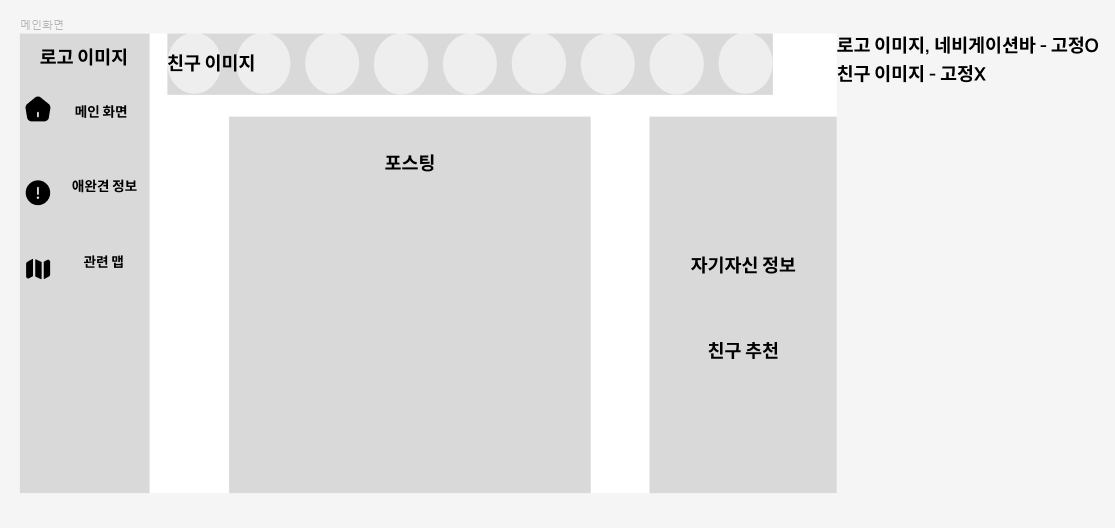 메인화면
로고 이미지
메인 화면
애완견 정보
관련 맵
친구 이미지
포스팅
자기자신 정보
친구 추천
로고 이미지, 네비게이션바 - 고정O
친구 이미지 - 고정X